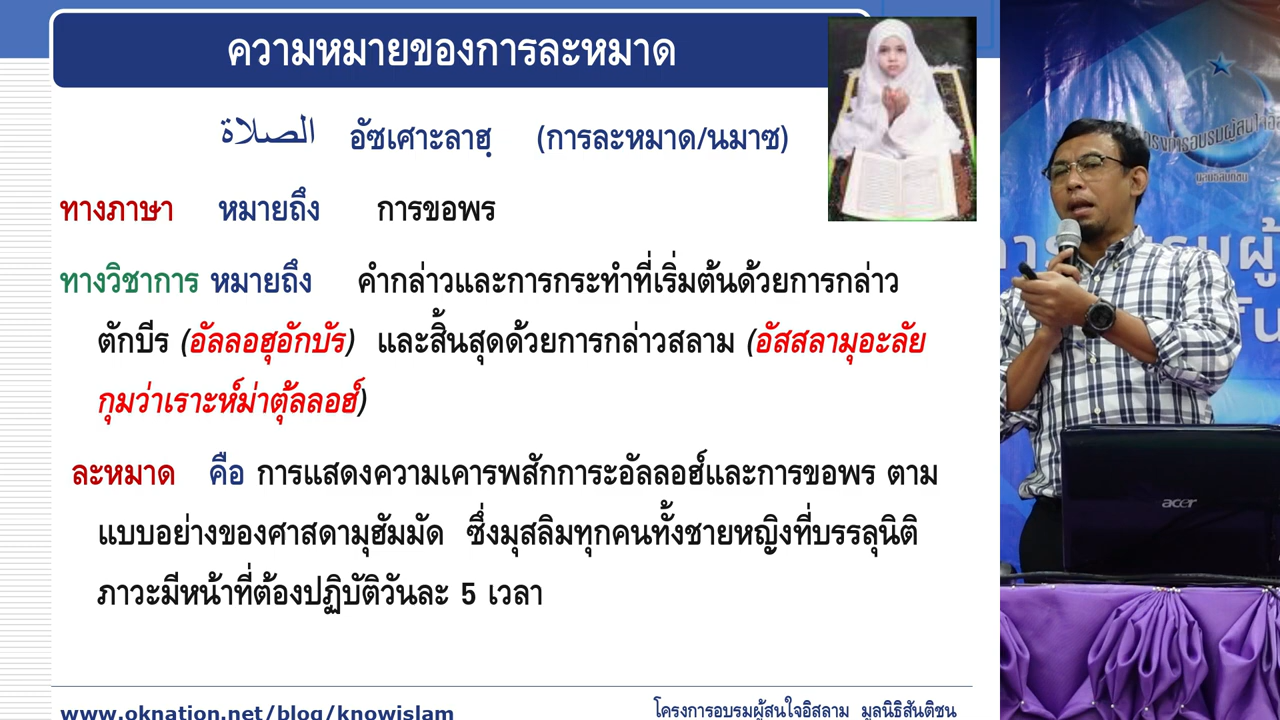 ความหมายของการละหมาด
الصلاة อัซเศาะลาฮฺ (การละหมาด/นมาซ)
ทางภาษา หมายถึง การขอพร
ทางวิชาการ หมายถึง คำกล่าวและการกระทำที่เริ่มต้นด้วยการกล่าว
ตักบีร (อัลลอฮุอักบัร) และสิ้นสุดด้วยการกล่าวสลาม (อัสสลามุอะลัย
กุมว่าเราะห์ม่าตุ้ลลอฮ์)
ละหมาด คือ การแสดงความเคารพสักการะอัลลอฮ์และการขอพร ตาม
แบบอย่างของศาสดามุฮัมมัด ซึ่งมุสลิมทุกคนทั้งชายหญิงที่บรรลุนิติ
ภาวะมีหน้าที่ต้องปฏิบัติวันละ 5 เวลา
www.oknation.net/blog/knowislam
โครงการอบรมผู้สนใจอิสลาม มูลนิธิสันติชน
มูลนิธิสันติชน
acer